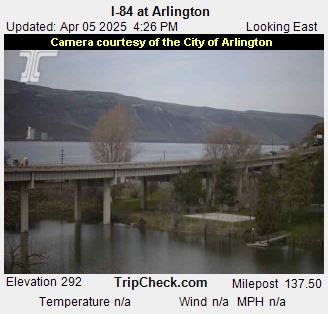 I-84 at Arlington
Updated: Apr 05 2025 4:26 PM Looking East
Camera courtesy of the City of Arlington
Elevation 292 TripCheck.com Milepost 137.50
Temperature n/a Wind n/a MPH n/a